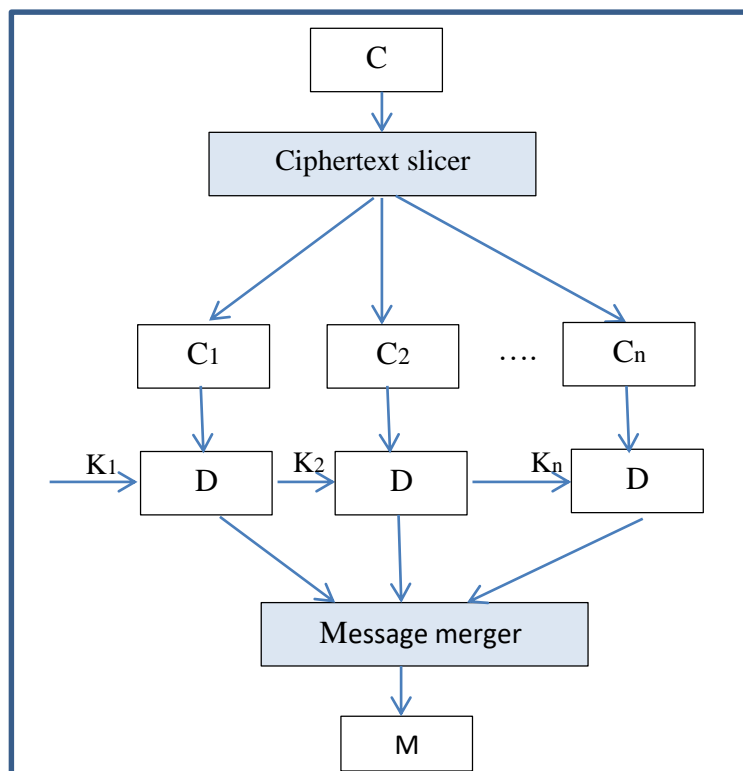 C
Ciphertext slicer
C1 C2 .... Cn
K1 K2 Kn
D D D
Message merger
M